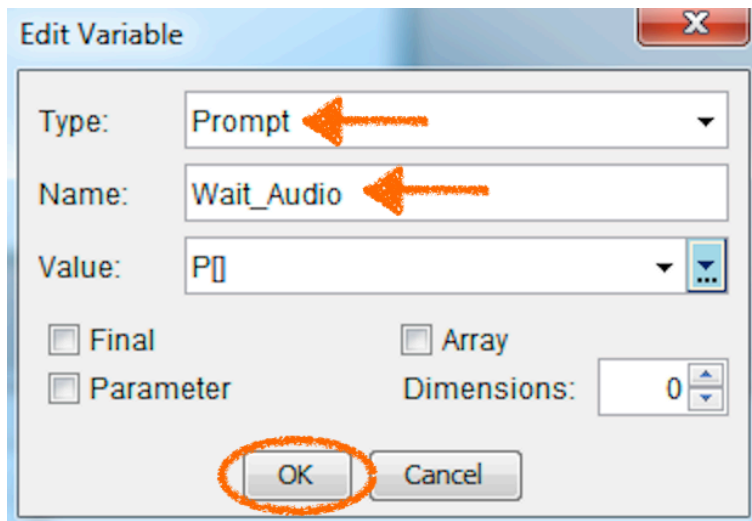 Edit Variable
Type: Prompt
Name: Wait_Audio
Value: P[]
Final Array
Parameter Dimensions: 0
OK Cancel